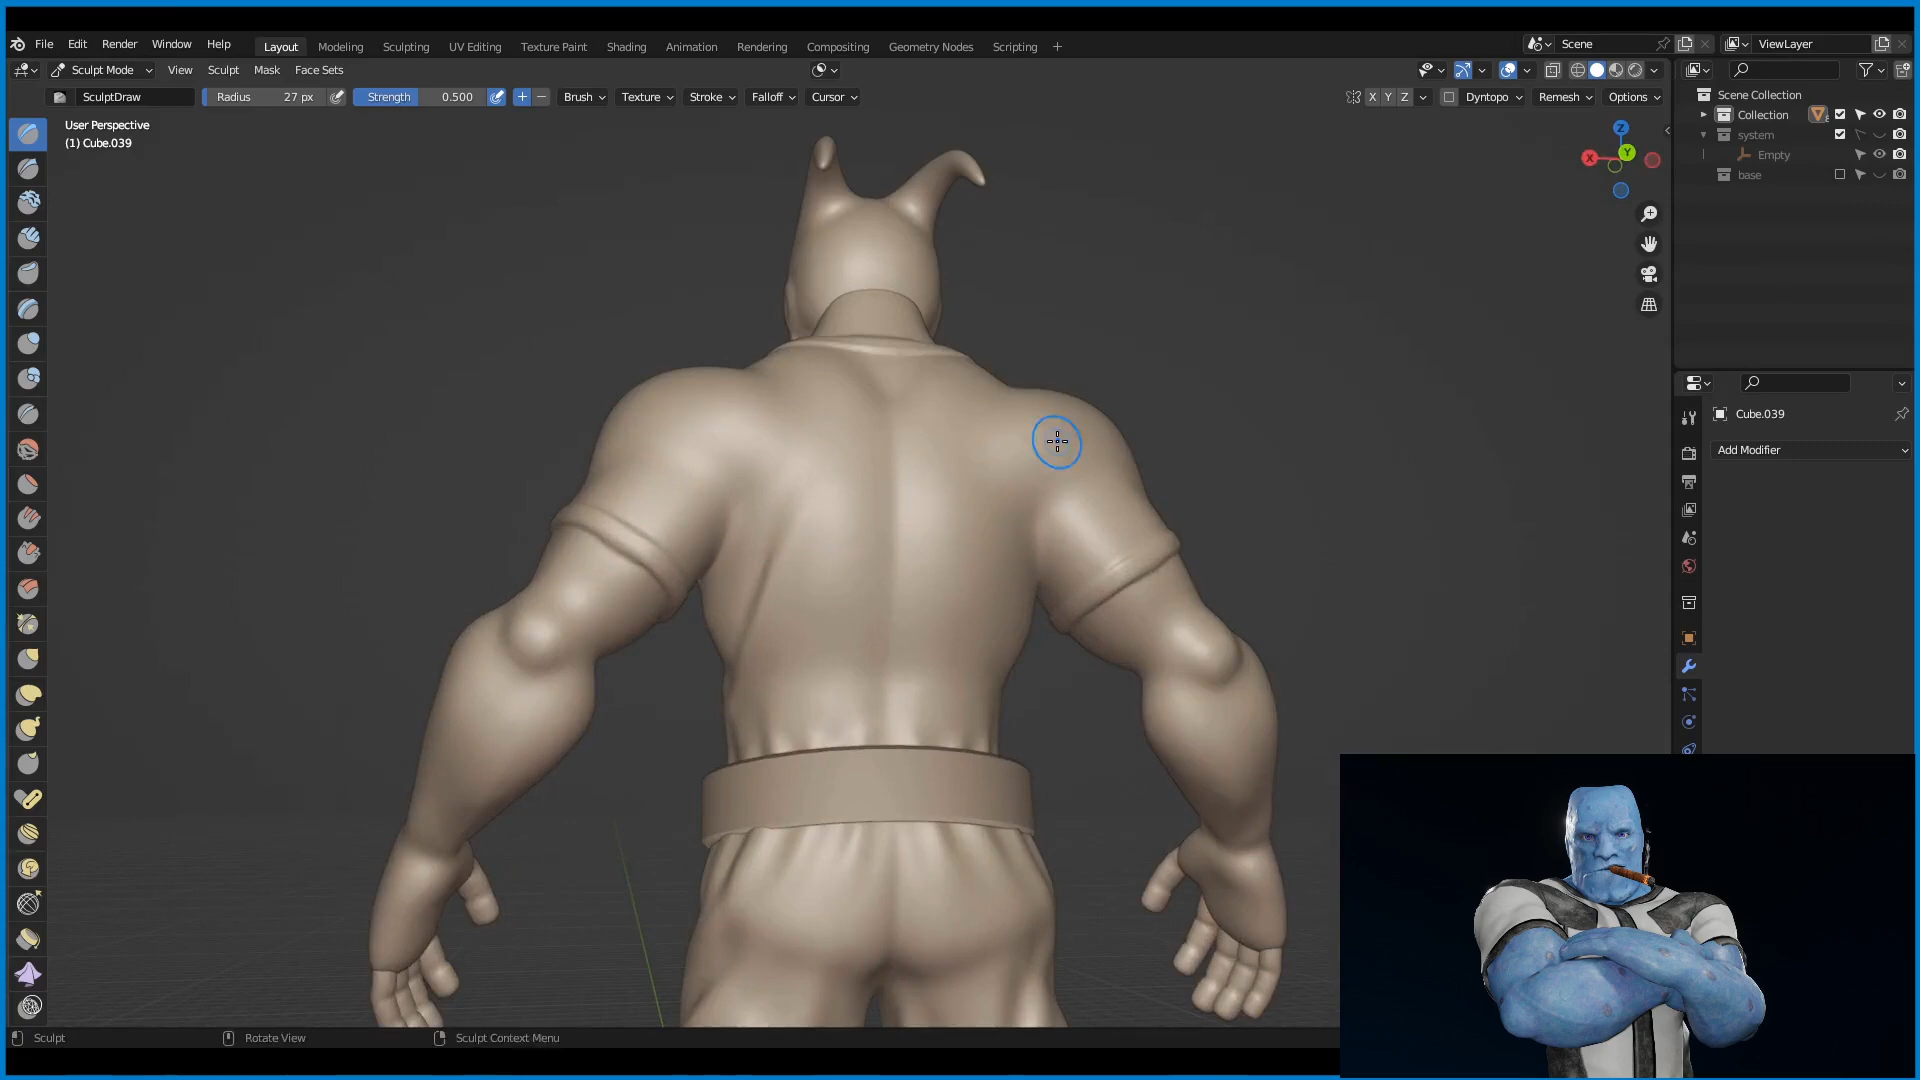 File Edit Render Window Help Layout Modeling Sculpting UV Editing Texture Paint Shading Animation Rendering Compositing Geometry Nodes Scripting + Scene ViewLayer
Sculpt Mode View Sculpt Mask Face Sets
SculptDraw Radius 27 px Strength 0.500 Brush Texture Stroke Falloff Cursor X Y Z Dyntopo Remesh Options
User Perspective
(1) Cube.039
Z
X
Y
Scene Collection
Collection
system
Empty
base
Cube.039
Add Modifier
Sculpt Rotate View Sculpt Context Menu